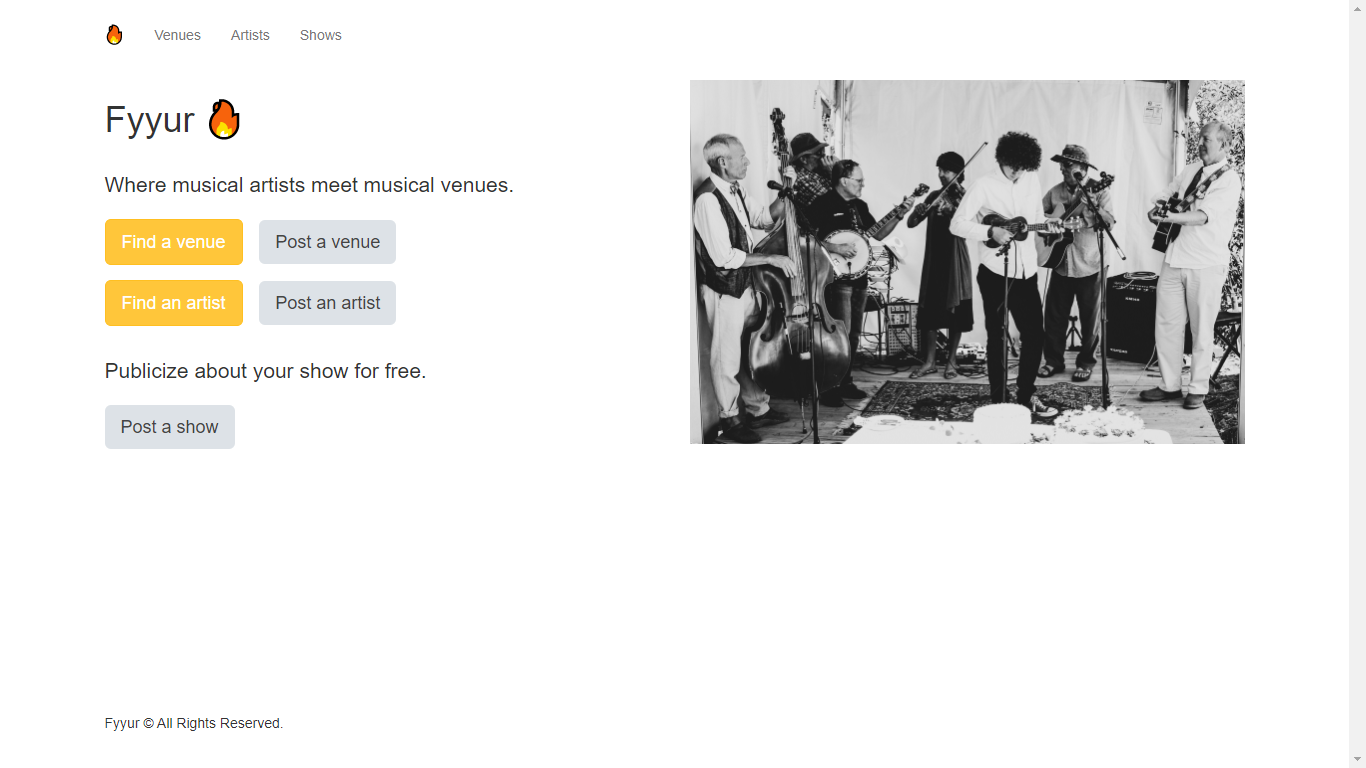 Venues Artists Shows
Fyyur
Where musical artists meet musical venues.
Find a venue Post a venue
Find an artist Post an artist
Publicize about your show for free.
Post a show
Fyyur © All Rights Reserved.